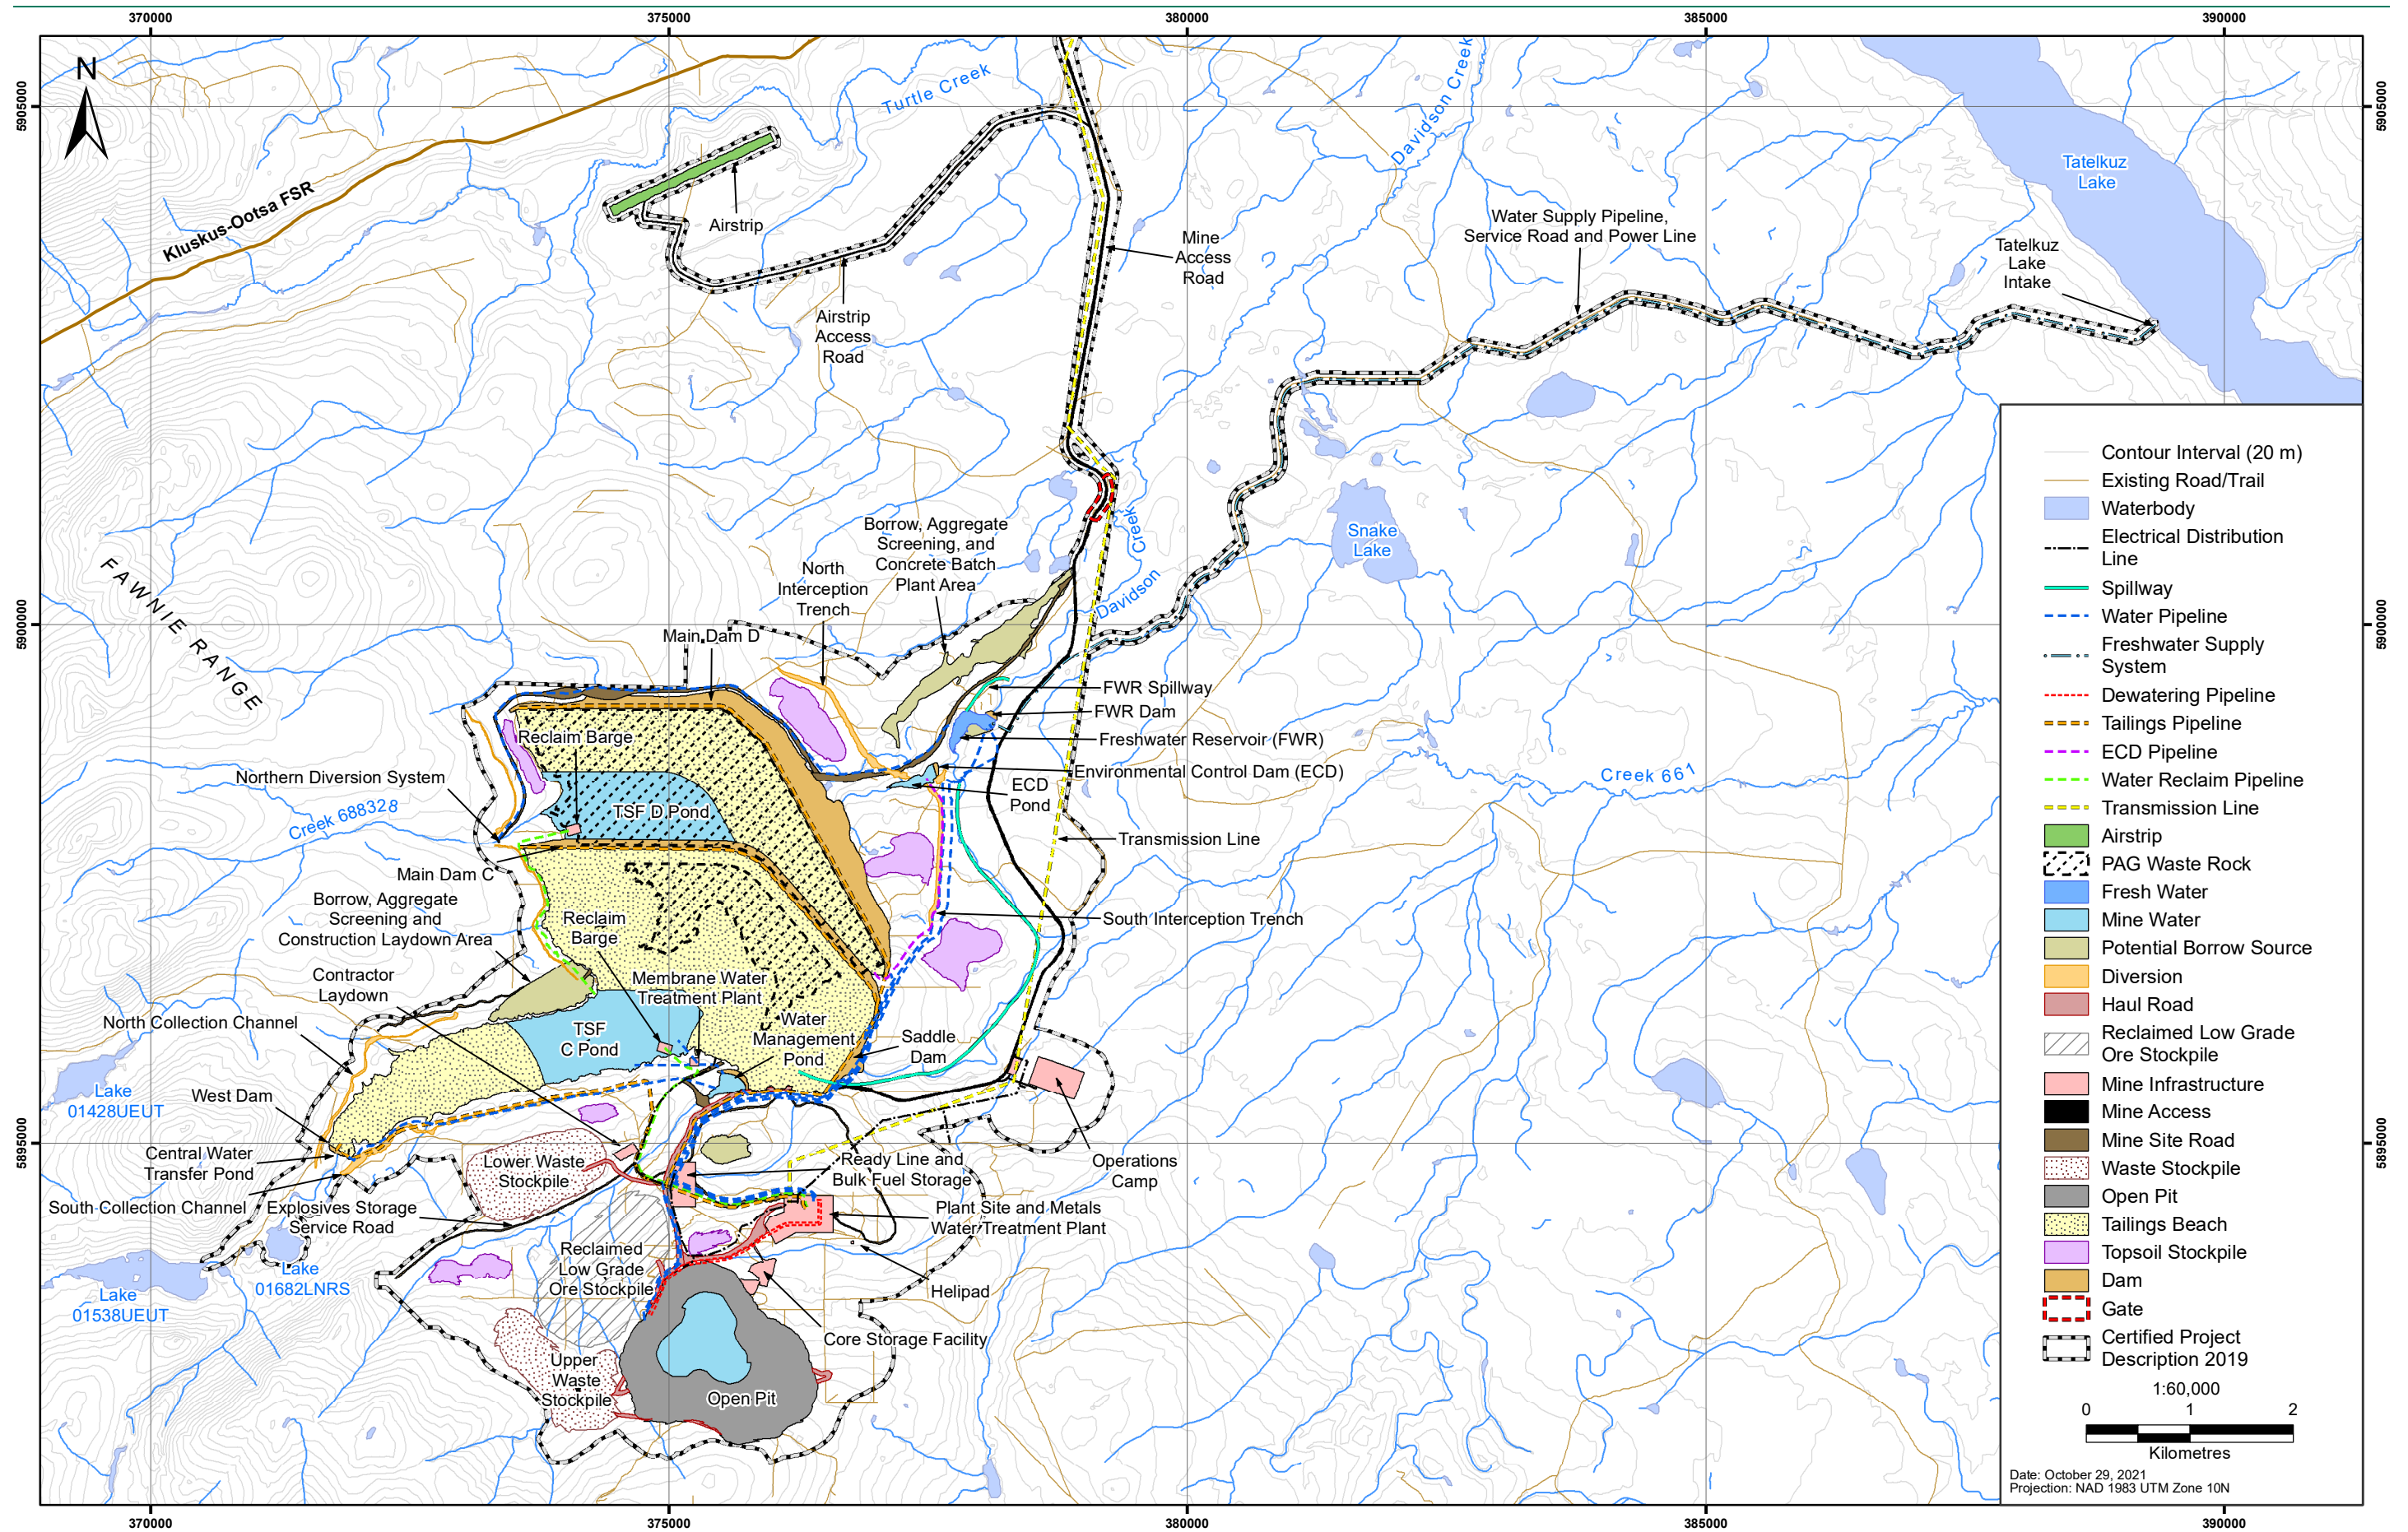 370000
375000
380000
385000
390000
5905000
5905000
N
Turtle Creek
Davidson Creek
Tatelkuz
Lake
Kluskus-Ootsa FSR
Airstrip
Water Supply Pipeline,
Service Road and Power Line
Mine
Access
Road
Tatelkuz
Lake
Intake
Airstrip
Access
Road
Borrow, Aggregate
Screening, and
Concrete Batch
Plant Area
Snake
Lake
Davidson Creek
North
Interception
Trench
FAWNIE RANGE
5900000
5900000
Main Dam D
FWR Spillway
FWR Dam
Reclaim Barge
Freshwater Reservoir (FWR)
Northern Diversion System
Environmental Control Dam (ECD)
ECD
Pond
Creek 661
Creek 688328
TSF D Pond
Transmission Line
Main Dam C
Borrow, Aggregate
Screening and
Construction Laydown Area
Reclaim
Barge
South Interception Trench
Contractor
Laydown
Membrane Water
Treatment Plant
North Collection Channel
TSF
C Pond
Water
Management
Pond
Saddle
Dam
Lake
01428UEUT
West Dam
5895000
5895000
Central Water
Transfer Pond
Lower Waste
Stockpile
Ready Line and
Bulk Fuel Storage
Operations
Camp
South Collection Channel
Explosives Storage
Service Road
Plant Site and Metals
Water Treatment Plant
Reclaimed
Low Grade
Ore Stockpile
Lake
01682LNRS
Helipad
Lake
01538UEUT
Core Storage Facility
Upper
Waste
Stockpile
Open Pit
Contour Interval (20 m)
Existing Road/Trail
Waterbody
Electrical Distribution
Line
Spillway
Water Pipeline
Freshwater Supply
System
Dewatering Pipeline
Tailings Pipeline
ECD Pipeline
Water Reclaim Pipeline
Transmission Line
Airstrip
PAG Waste Rock
Fresh Water
Mine Water
Potential Borrow Source
Diversion
Haul Road
Reclaimed Low Grade
Ore Stockpile
Mine Infrastructure
Mine Access
Mine Site Road
Waste Stockpile
Open Pit
Tailings Beach
Topsoil Stockpile
Dam
Gate
Certified Project
Description 2019
1:60,000
0 1 2
Kilometres
Date: October 29, 2021
Projection: NAD 1983 UTM Zone 10N
370000
375000
380000
385000
390000